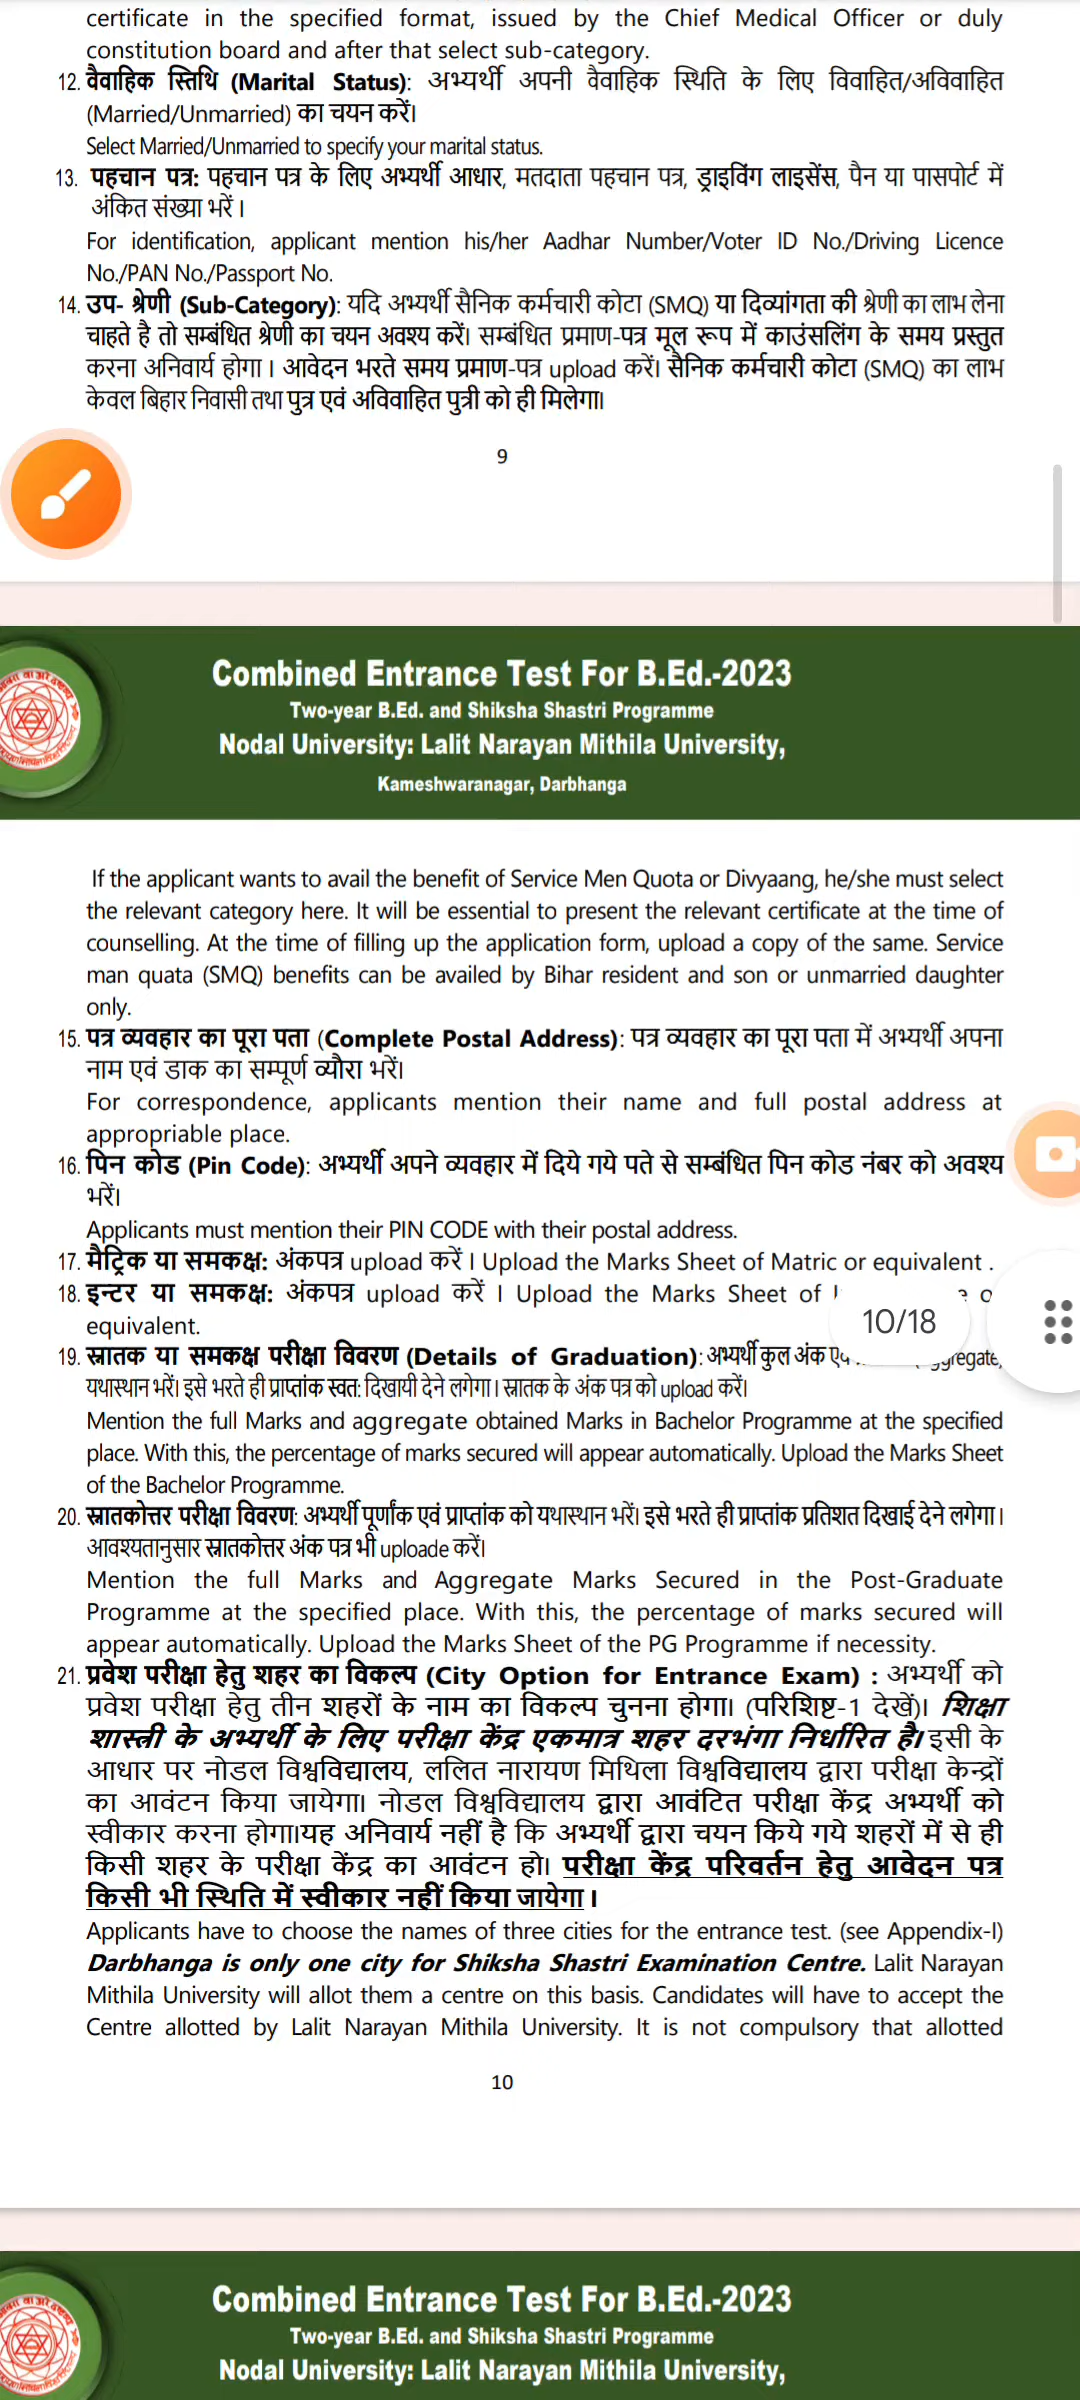 certificate in the specified format, issued by the Chief Medical Officer or duly
constitution board and after that select sub-category.
12. वैवाहिक स्तिथि (Marital Status): अभ्यर्थी अपनी वैवाहिक स्थिति के लिए विवाहित/अविवाहित
(Married/Unmarried) का चयन करें।
Select Married/Unmarried to specify your marital status.
13. पहचान पत्र: पहचान पत्र के लिए अभ्यर्थी आधार, मतदाता पहचान पत्र, ड्राइविंग लाइसेंस, पैन या पासपोर्ट में
अंकित संख्या भरें ।
For identification, applicant mention his/her Aadhar Number/Voter ID No./Driving Licence
No./PAN No./Passport No.
14. उप- श्रेणी (Sub-Category): यदि अभ्यर्थी सैनिक कर्मचारी कोटा (SMQ) या दिव्यांगता की श्रेणी का लाभ लेना
चाहते है तो सम्बंधित श्रेणी का चयन अवश्य करें। सम्बंधित प्रमाण-पत्र मूल रूप में काउंसलिंग के समय प्रस्तुत
करना अनिवार्य होगा । आवेदन भरते समय प्रमाण-पत्र upload करें। सैनिक कर्मचारी कोटा (SMQ) का लाभ
केवल बिहार निवासी तथा पुत्र एवं अविवाहित पुत्री को ही मिलेगा।
9
Combined Entrance Test For B.Ed.-2023
Two-year B.Ed. and Shiksha Shastri Programme
Nodal University: Lalit Narayan Mithila University,
Kameshwaranagar, Darbhanga
If the applicant wants to avail the benefit of Service Men Quota or Divyaang, he/she must select
the relevant category here. It will be essential to present the relevant certificate at the time of
counselling. At the time of filling up the application form, upload a copy of the same. Service
man quata (SMQ) benefits can be availed by Bihar resident and son or unmarried daughter
only.
15. पत्र व्यवहार का पूरा पता (Complete Postal Address): पत्र व्यवहार का पूरा पता में अभ्यर्थी अपना
नाम एवं डाक का सम्पूर्ण व्यौरा भरें।
For correspondence, applicants mention their name and full postal address at
appropriable place.
16. पिन कोड (Pin Code): अभ्यर्थी अपने व्यवहार में दिये गये पते से सम्बंधित पिन कोड नंबर को अवश्य
भरें।
Applicants must mention their PIN CODE with their postal address.
17. मैट्रिक या समकक्ष: अंकपत्र upload करें । Upload the Marks Sheet of Matric or equivalent .
18. इन्टर या समकक्ष: अंकपत्र upload करें । Upload the Marks Sheet of
equivalent.
10/18
19. स्नातक या समकक्ष परीक्षा विवरण (Details of Graduation): अभ्यर्थी कुल अंक
यथास्थान भरें। इसे भरते ही प्राप्तांक स्वत: दिखायी देने लगेगा । स्नातक के अंक पत्र को upload करें।
Mention the full Marks and aggregate obtained Marks in Bachelor Programme at the specified
place. With this, the percentage of marks secured will appear automatically. Upload the Marks Sheet
of the Bachelor Programme.
20. स्नातकोत्तर परीक्षा विवरण: अभ्यर्थी पूर्णांक एवं प्राप्तांक को यथास्थान भरें। इसे भरते ही प्राप्तांक प्रतिशत दिखाई देने लगेगा ।
आवश्यतानुसार स्नातकोत्तर अंक पत्र भी uploade करें।
Mention the full Marks and Aggregate Marks Secured in the Post-Graduate
Programme at the specified place. With this, the percentage of marks secured will
appear automatically. Upload the Marks Sheet of the PG Programme if necessity.
21. प्रवेश परीक्षा हेतु शहर का विकल्प (City Option for Entrance Exam) : अभ्यर्थी को
प्रवेश परीक्षा हेतु तीन शहरों के नाम का विकल्प चुनना होगा। (परिशिष्ट-1 देखें)। शिक्षा
शास्त्री के अभ्यर्थी के लिए परीक्षा केंद्र एकमात्र शहर दरभंगा निर्धारित है। इसी के
आधार पर नोडल विश्वविद्यालय, ललित नारायण मिथिला विश्वविद्यालय द्वारा परीक्षा केन्द्रों
का आवंटन किया जायेगा। नोडल विश्वविद्यालय द्वारा आवंटित परीक्षा केंद्र अभ्यर्थी को
स्वीकार करना होगा।यह अनिवार्य नहीं है कि अभ्यर्थी द्वारा चयन किये गये शहरों में से ही
किसी शहर के परीक्षा केंद्र का आवंटन हो। परीक्षा केंद्र परिवर्तन हेतु आवेदन पत्र
किसी भी स्थिति में स्वीकार नहीं किया जायेगा ।
Applicants have to choose the names of three cities for the entrance test. (see Appendix-I)
Darbhanga is only one city for Shiksha Shastri Examination Centre. Lalit Narayan
Mithila University will allot them a centre on this basis. Candidates will have to accept the
Centre allotted by Lalit Narayan Mithila University. It is not compulsory that allotted
10
Combined Entrance Test For B.Ed.-2023
Two-year B.Ed. and Shiksha Shastri Programme
Nodal University: Lalit Narayan Mithila University,